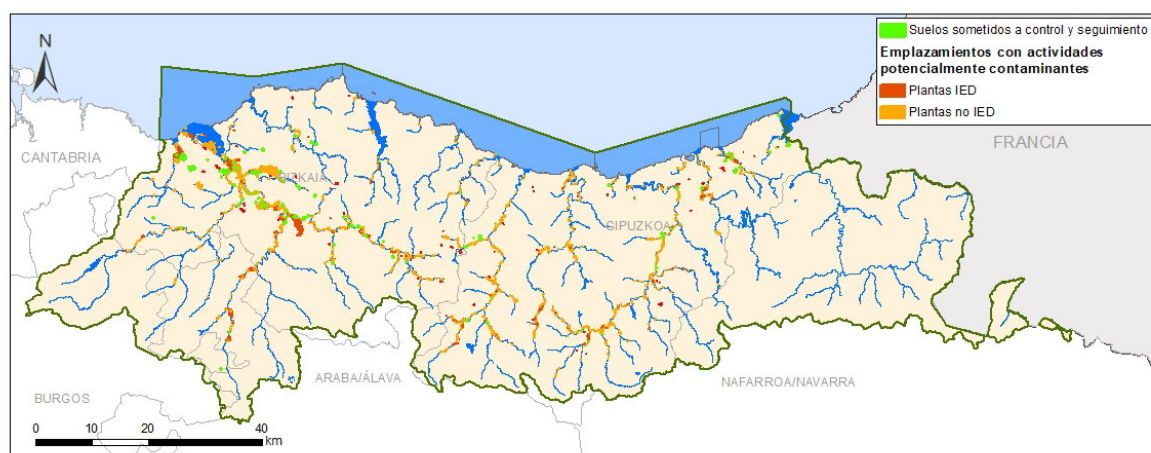 N
Suelos sometidos a control y seguimiento
Emplazamientos con actividades
potencialmente contaminantes
Plantas IED
Plantas no IED
FRANCIA
CANTABRIA
BIZKAIA
GIPUZKOA
ARABA/ÁLAVA
NAFARROA/NAVARRA
BURGOS
0 10 20 40
km